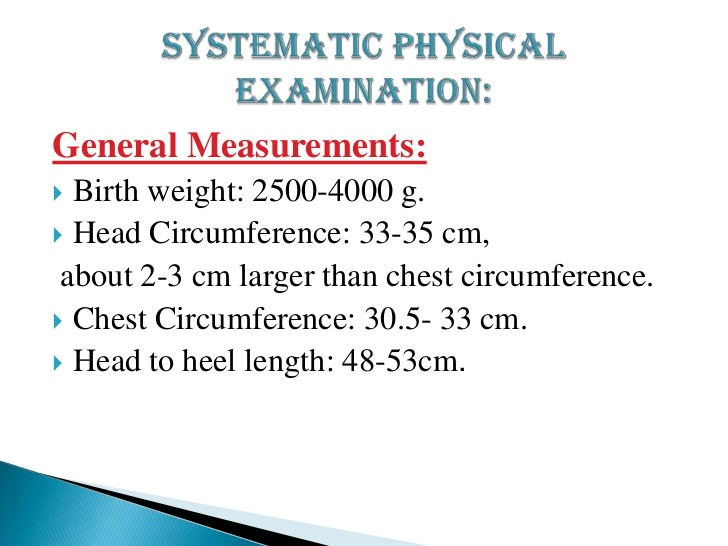 SYSTEMATIC PHYSICAL
EXAMINATION:
General Measurements:
Birth weight: 2500-4000 g.
Head Circumference: 33-35 cm,
about 2-3 cm larger than chest circumference.
Chest Circumference: 30.5- 33 cm.
Head to heel length: 48-53cm.